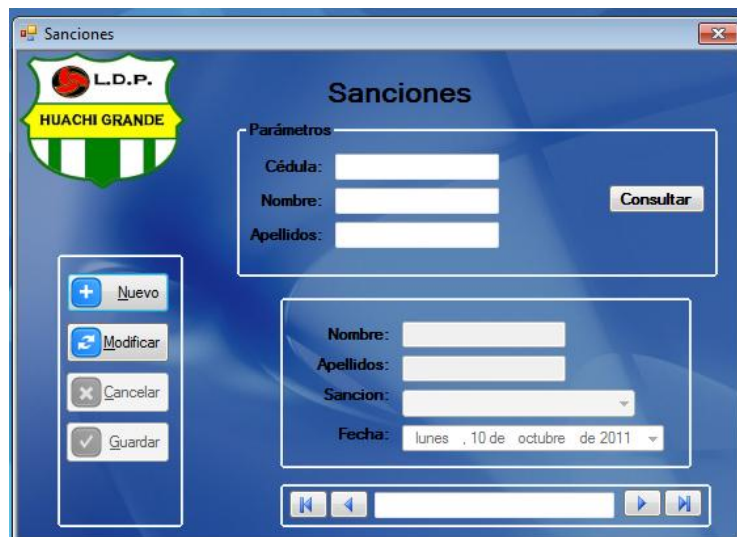 Sanciones
L.D.P.
HUACHI GRANDE
Sanciones
Parámetros
Cédula:
Nombre:
Apellidos:
Consultar
Nuevo
Modificar
Cancelar
Guardar
Nombre:
Apellidos:
Sancion:
Fecha: lunes , 10 de octubre de 2011